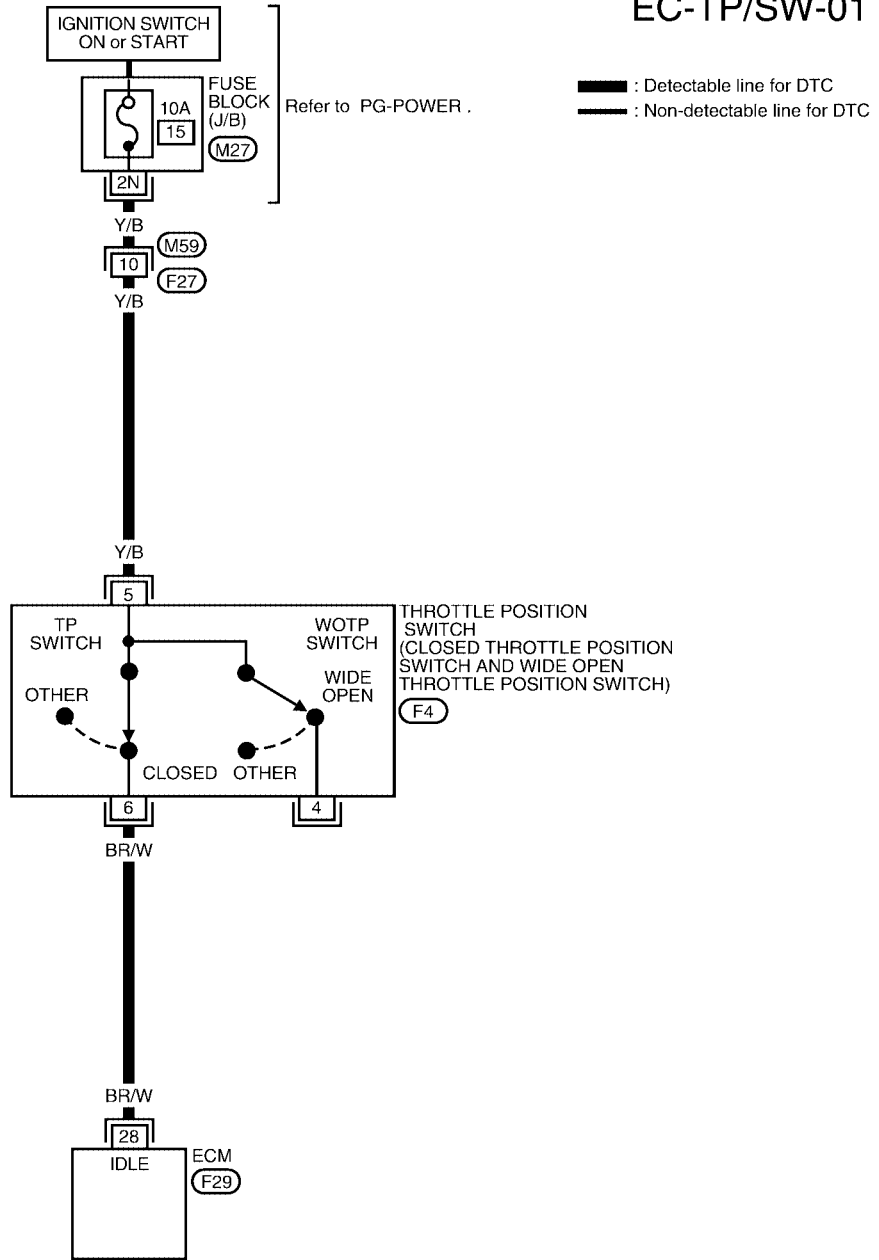 EC-TP/SW-01
IGNITION SWITCH
ON or START
FUSE
BLOCK
(J/B)
10A
15
M27
Refer to PG-POWER .
: Detectable line for DTC
: Non-detectable line for DTC
2N
Y/B
M59
10
F27
Y/B
Y/B
5
TP
SWITCH
WOTP
SWITCH
OTHER
WIDE
OPEN
CLOSED
OTHER
THROTTLE POSITION
SWITCH
(CLOSED THROTTLE POSITION
SWITCH AND WIDE OPEN
THROTTLE POSITION SWITCH)
F4
6
4
BR/W
BR/W
28
IDLE
ECM
F29